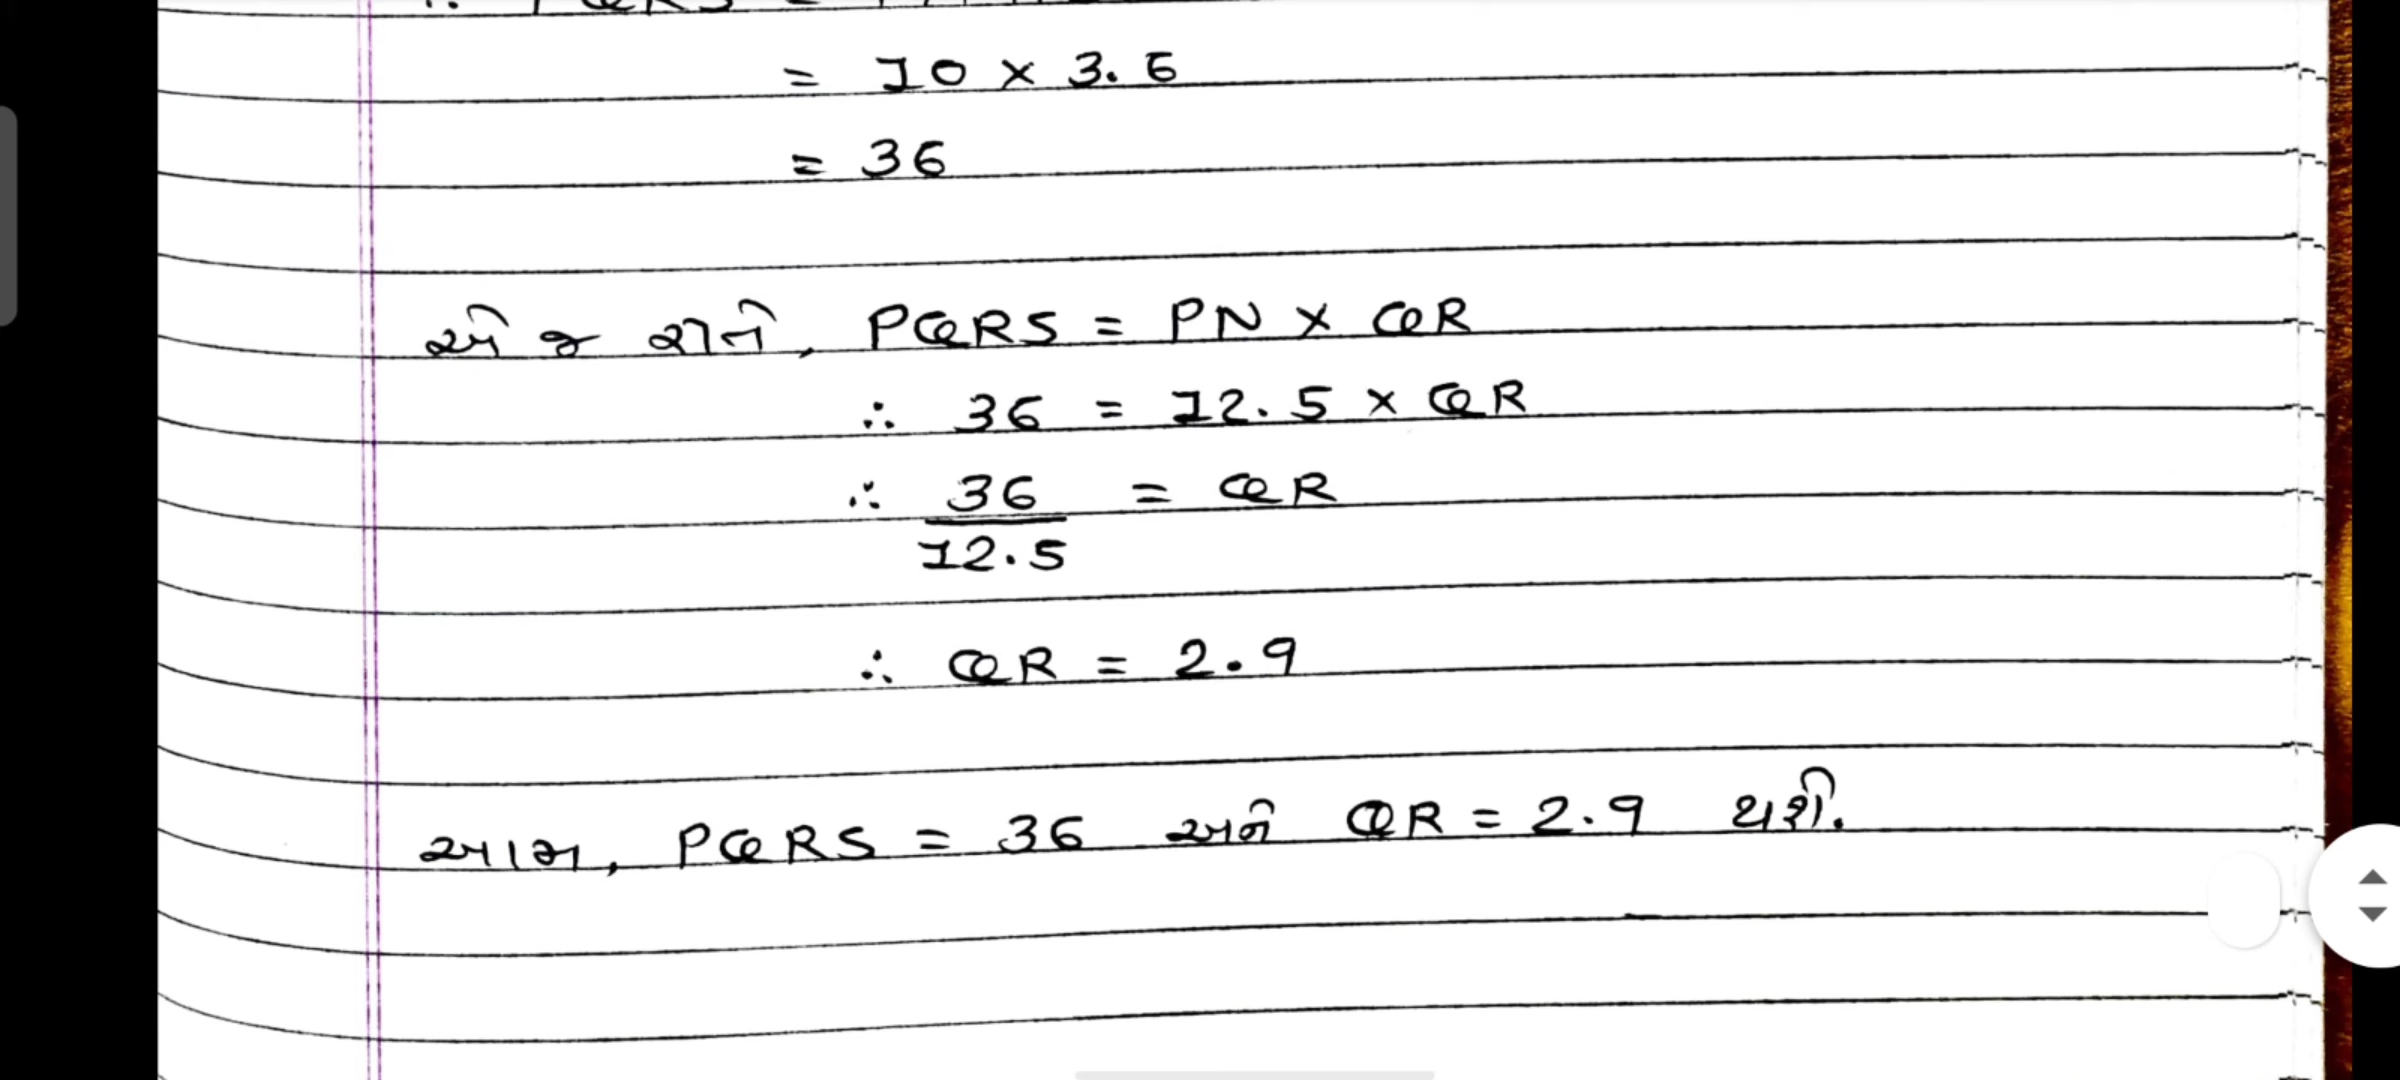 = 10 × 3.6
= 36
એ જ રીતે, PQRS = PN × QR
∴ 36 = 12.5 × QR
∴ 36 / 12.5 = QR
∴ QR = 2.9
આમ, PQRS = 36 અને QR = 2.9 થશે.